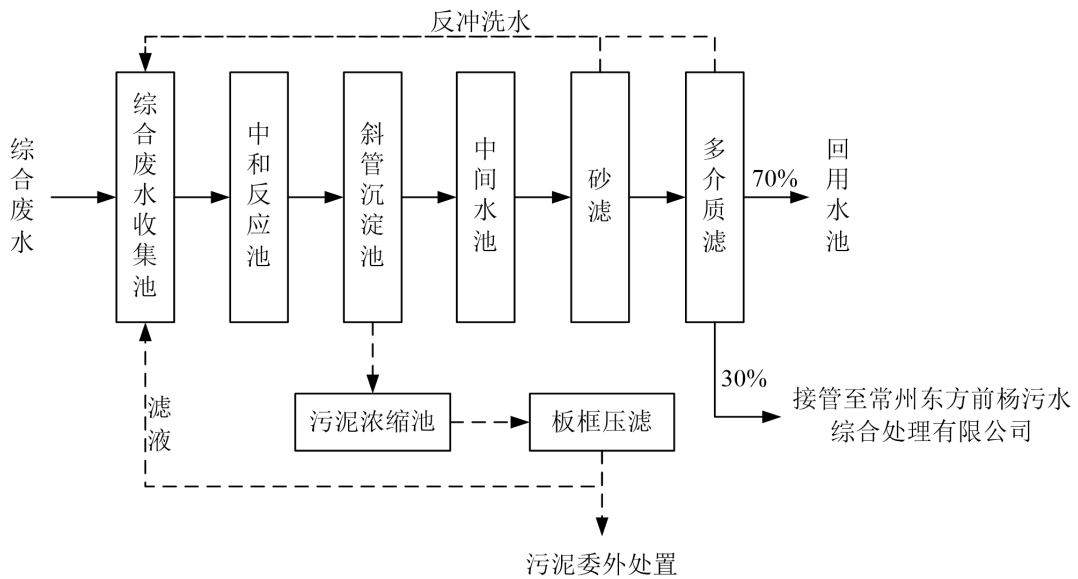 反冲洗水
综合废水
综合废水收集池
中和反应池
斜管沉淀池
中间水池
砂滤
多介质滤
70%
回用水池
30%
接管至常州东方前杨污水
综合处理有限公司
滤液
污泥浓缩池
板框压滤
污泥委外处置